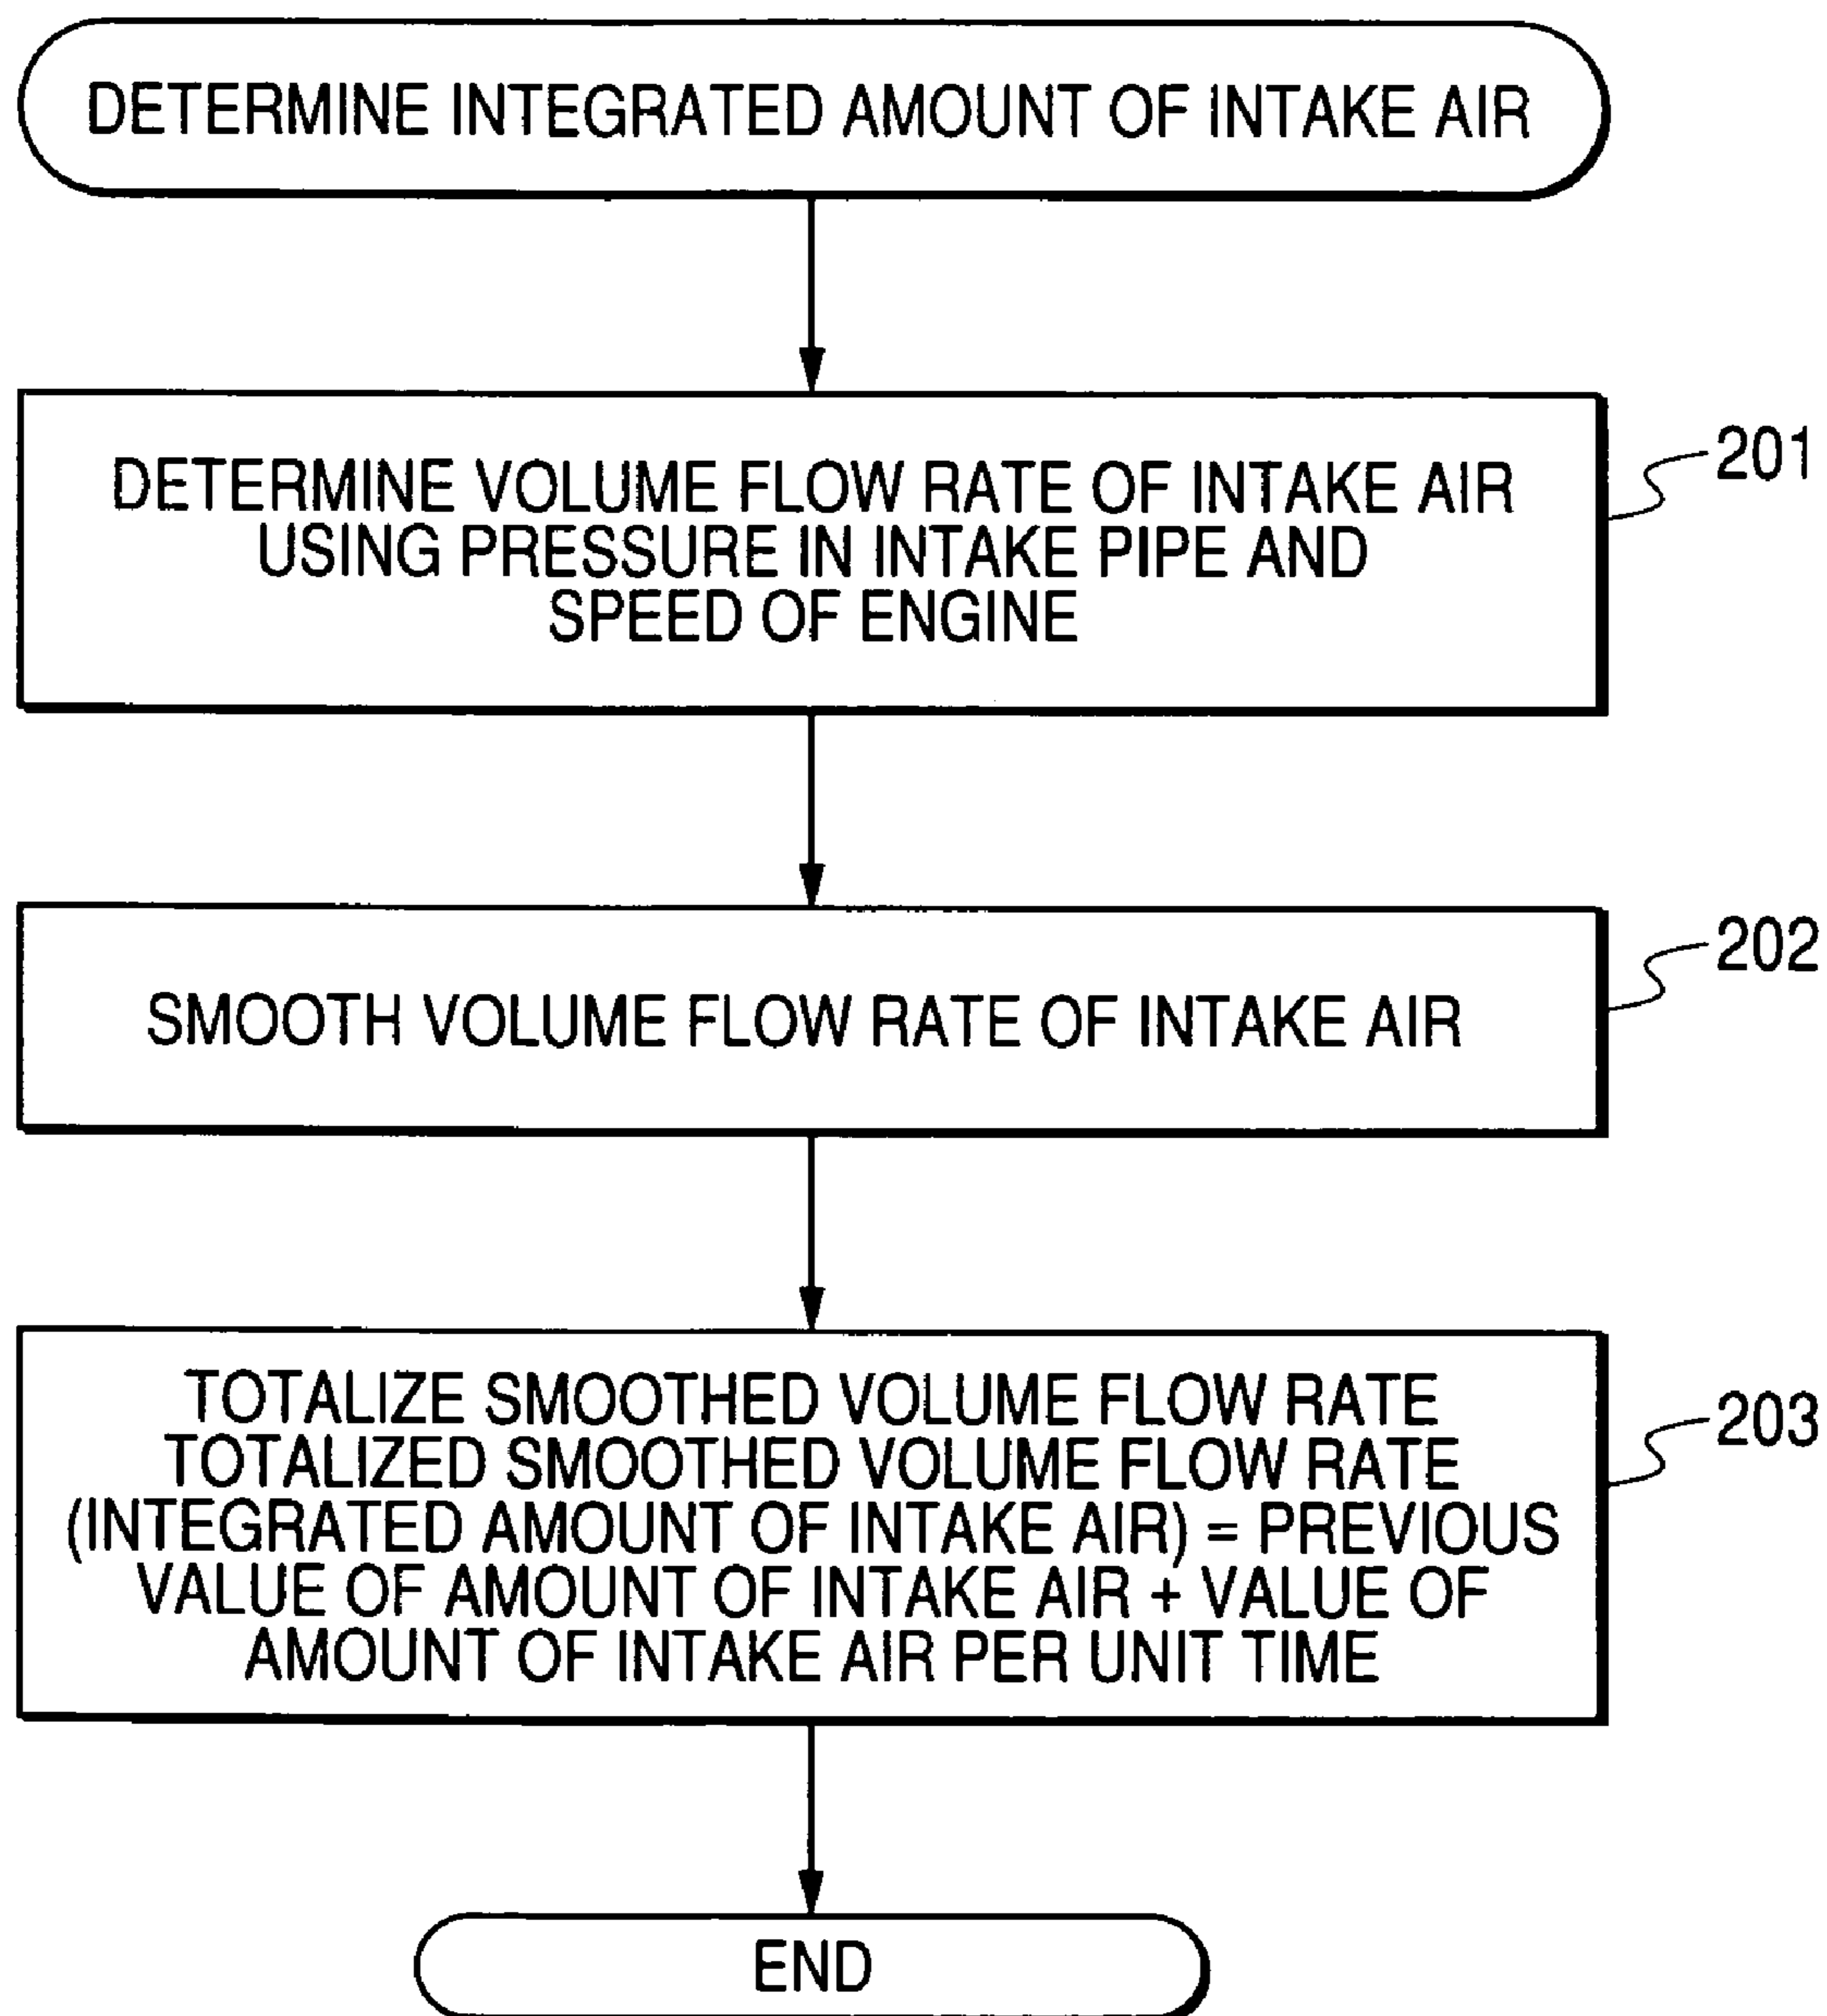 DETERMINE INTEGRATED AMOUNT OF INTAKE AIR
DETERMINE VOLUME FLOW RATE OF INTAKE AIR
USING PRESSURE IN INTAKE PIPE AND
SPEED OF ENGINE
201
SMOOTH VOLUME FLOW RATE OF INTAKE AIR
202
TOTALIZE SMOOTHED VOLUME FLOW RATE
TOTALIZED SMOOTHED VOLUME FLOW RATE
(INTEGRATED AMOUNT OF INTAKE AIR) = PREVIOUS
VALUE OF AMOUNT OF INTAKE AIR + VALUE OF
AMOUNT OF INTAKE AIR PER UNIT TIME
203
END